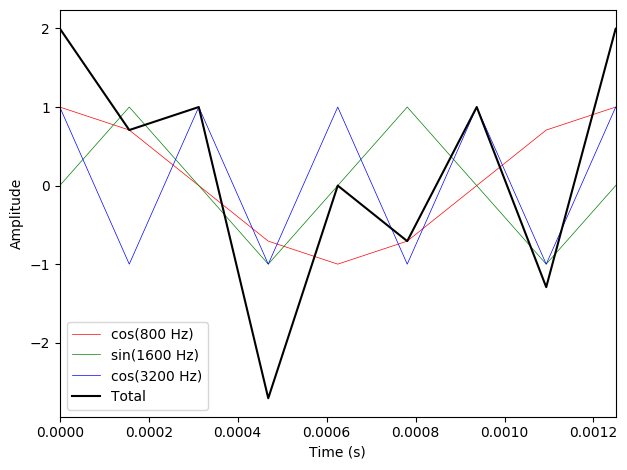 2
1
0
−1
−2
Amplitude
cos(800 Hz)
sin(1600 Hz)
cos(3200 Hz)
Total
0.0000 0.0002 0.0004 0.0006 0.0008 0.0010 0.0012
Time (s)